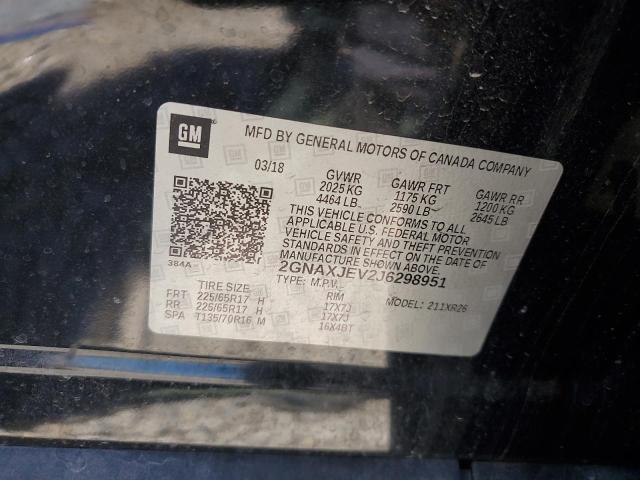 GM
MFD BY GENERAL MOTORS OF CANADA COMPANY
03/18
GVWR GAWR FRT GAWR RR
2025 KG 1175 KG 1200 KG
4464 LB 2590 LB 2645 LB
THIS VEHICLE CONFORMS TO ALL
APPLICABLE U.S. FEDERAL MOTOR
VEHICLE SAFETY AND THEFT PREVENTION
STANDARDS IN EFFECT ON THE DATE OF
MANUFACTURE SHOWN ABOVE.
384A
2GNAXJEV2J6298951
TYPE: M.P.V. MODEL: 211XR26
TIRE SIZE RIM
FRT 225/65R17 H 17X7J
RR 225/65R17 H 17X7J
SPA T135/70R16 M 16X4BT